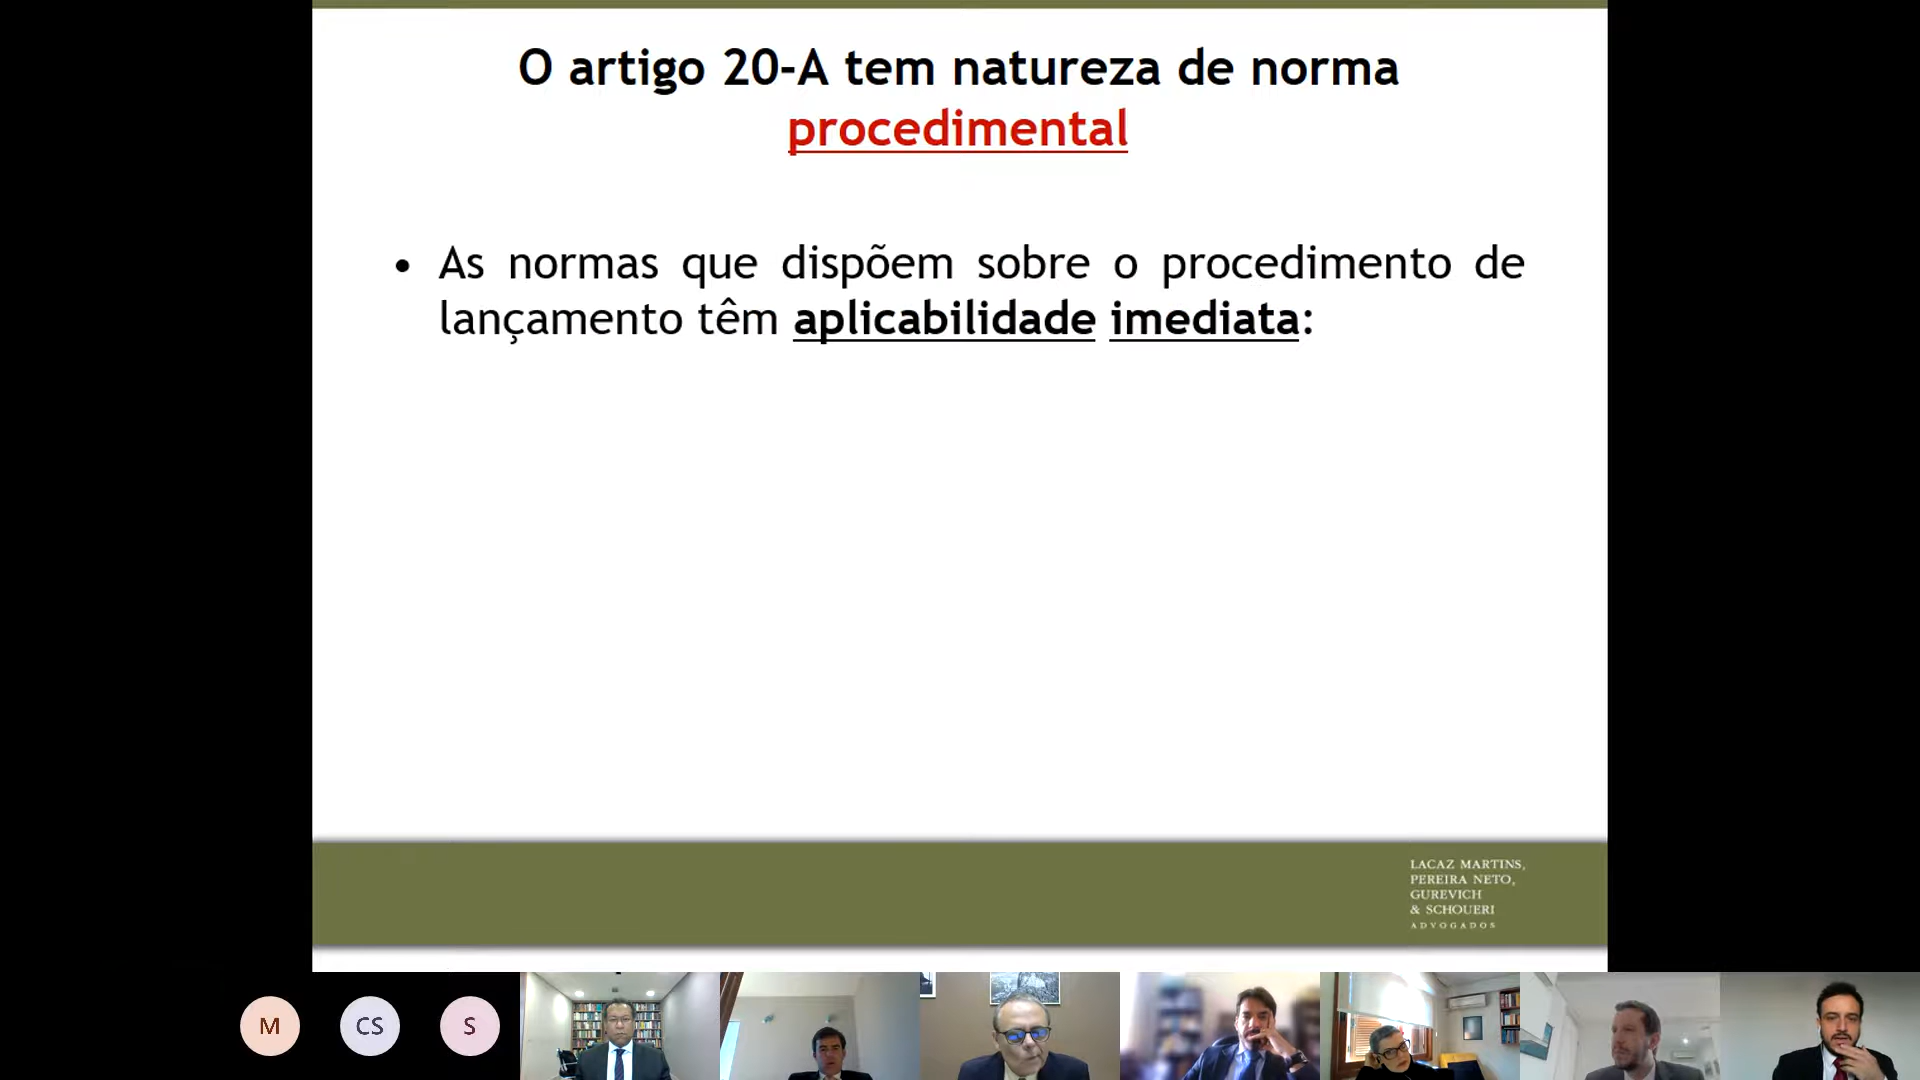 O artigo 20-A tem natureza de norma
procedimental
• As normas que dispõem sobre o procedimento de
lançamento têm aplicabilidade imediata:
LACAZ MARTINS,
PEREIRA NETO,
GUREVICH
& SCHOUERI
ADVOGADOS
M CS S